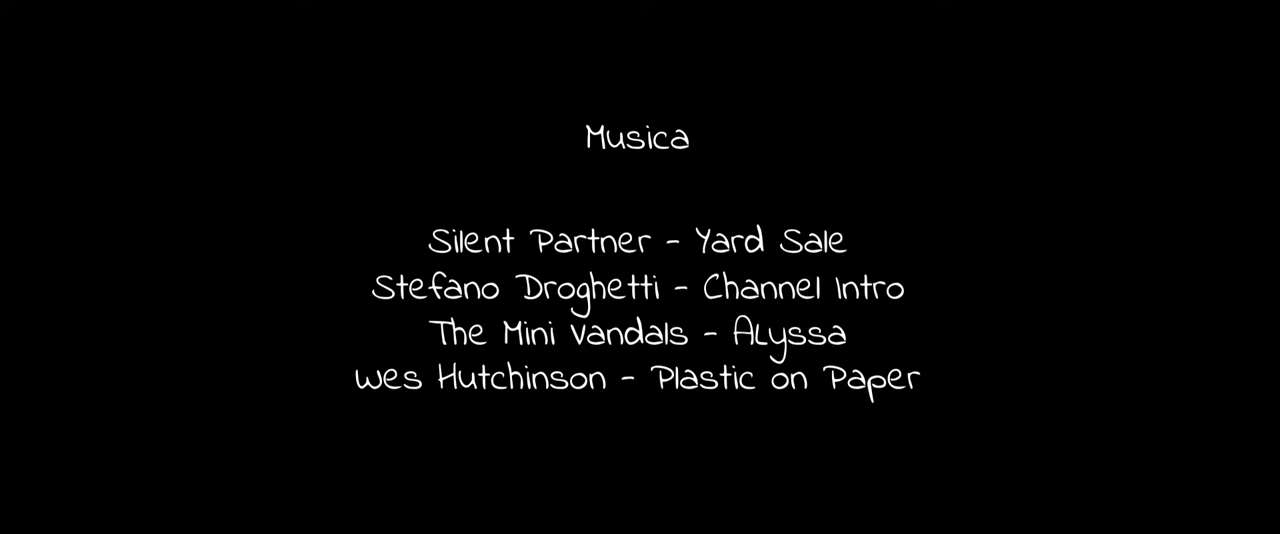 Musica
Silent Partner - Yard Sale
Stefano Droghetti - Channel Intro
The Mini Vandals - Alyssa
Wes Hutchinson - Plastic on Paper